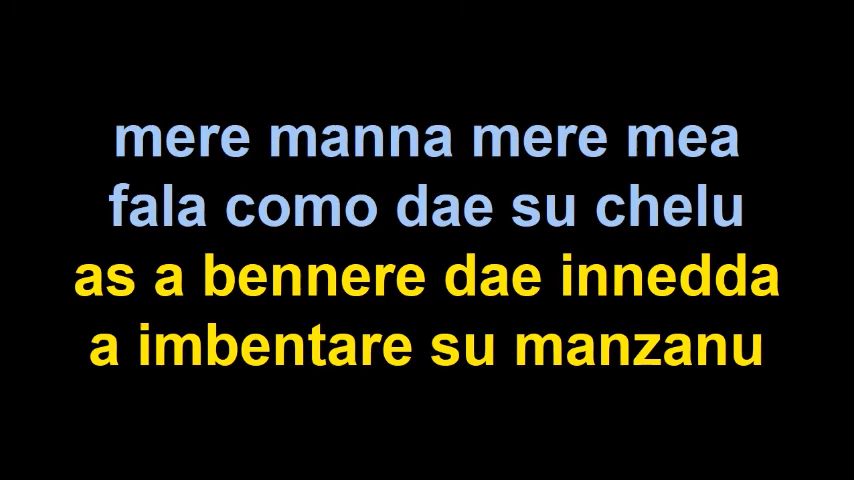 mere manna mere mea
fala como dae su chelu
as a bennere dae innedda
a imbentare su manzanu